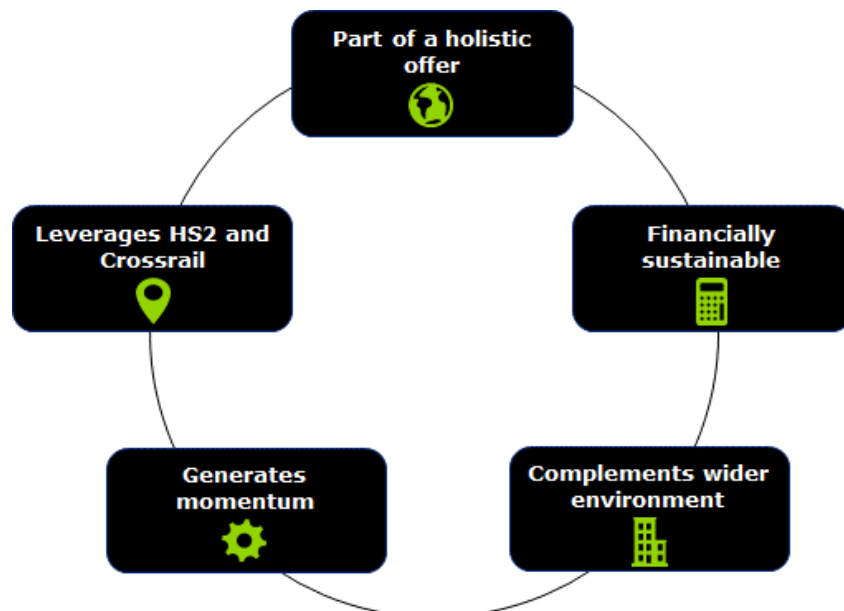 Part of a holistic
offer
Leverages HS2 and
Crossrail
Financially
sustainable
Generates
momentum
Complements wider
environment